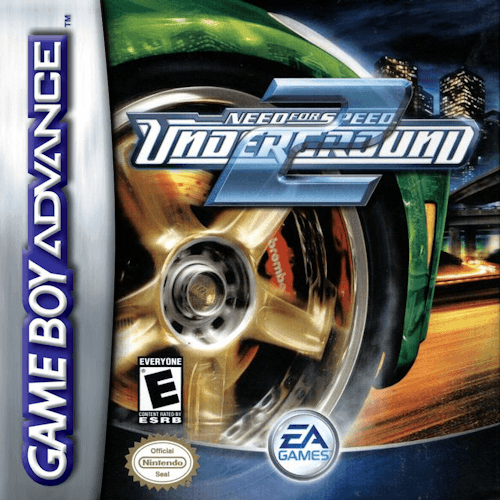 GAME BOY ADVANCE
NEED FOR SPEED
UNDERGROUND
2
brembo
EVERYONE
E
CONTENT RATED BY
ESRB
Official
Nintendo
Seal
EA
GAMES